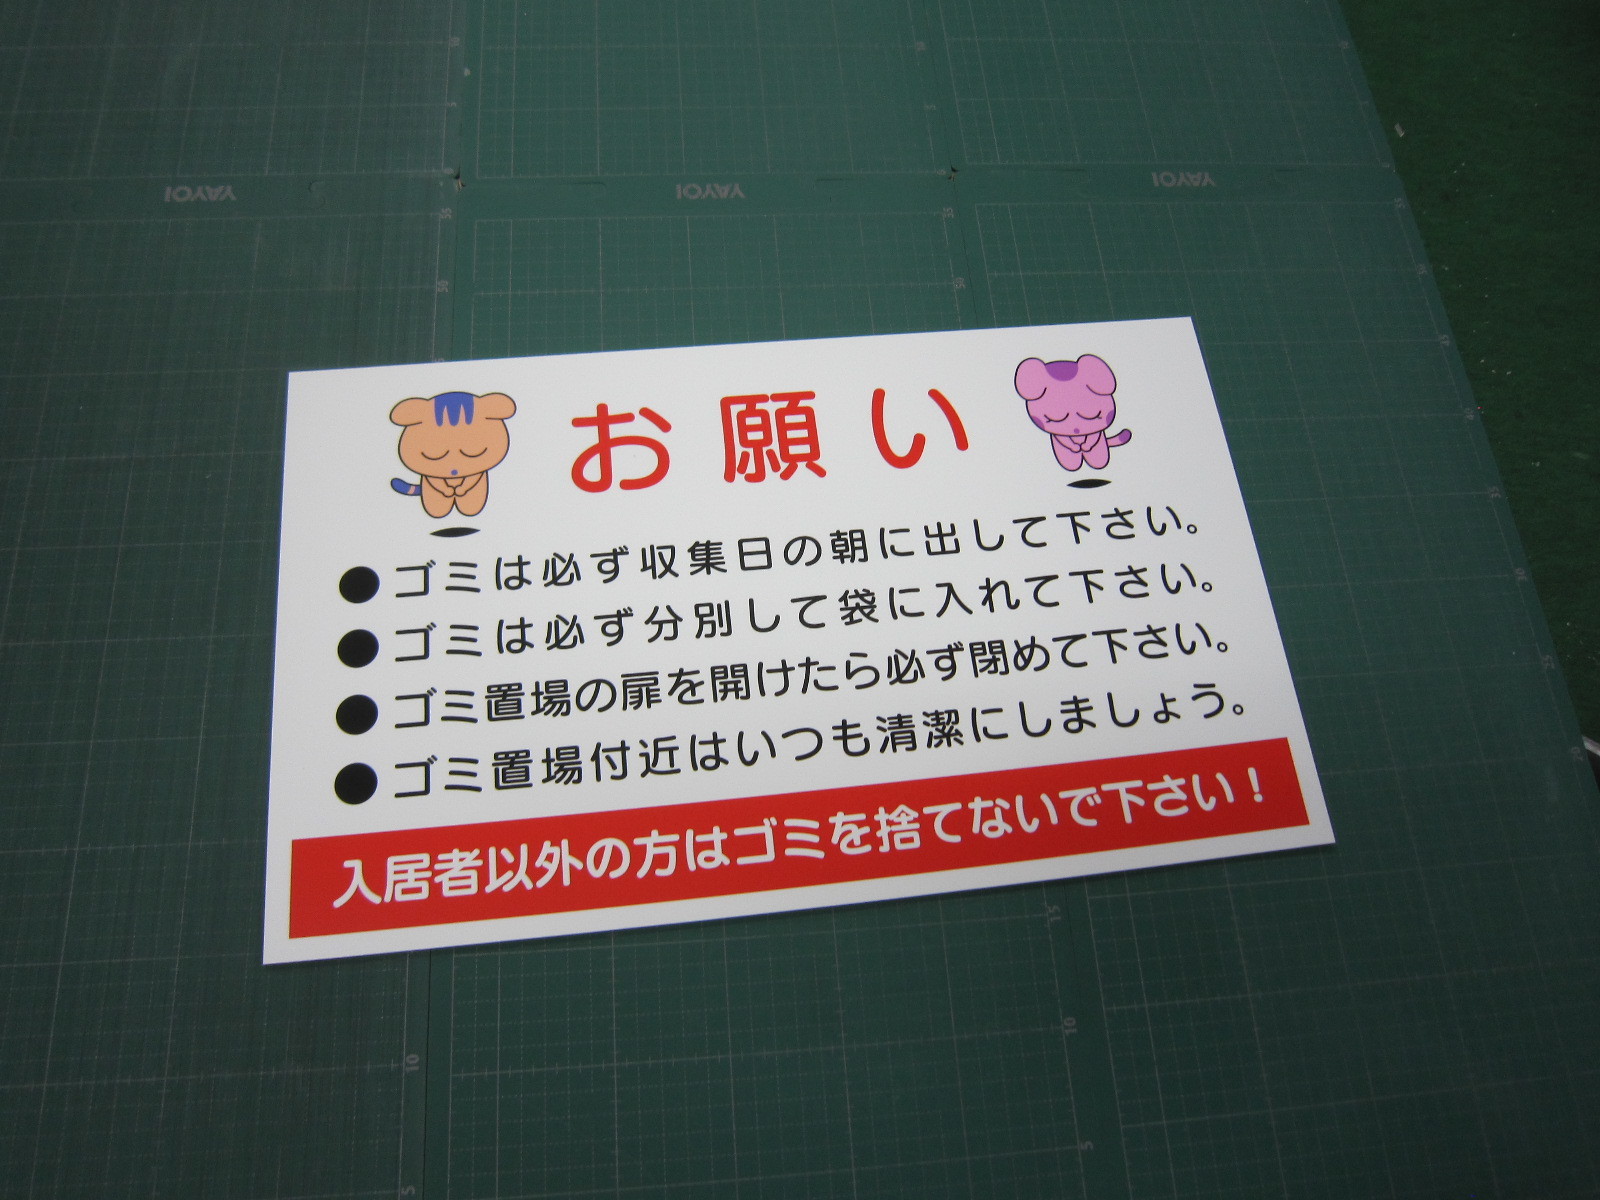 YAYOI YAYOI YAYOI
お願い
●ゴミは必ず収集日の朝に出して下さい。
●ゴミは必ず分別して袋に入れて下さい。
●ゴミ置場の扉を開けたら必ず閉めて下さい。
●ゴミ置場付近はいつも清潔にしましょう。
入居者以外の方はゴミを捨てないで下さい！